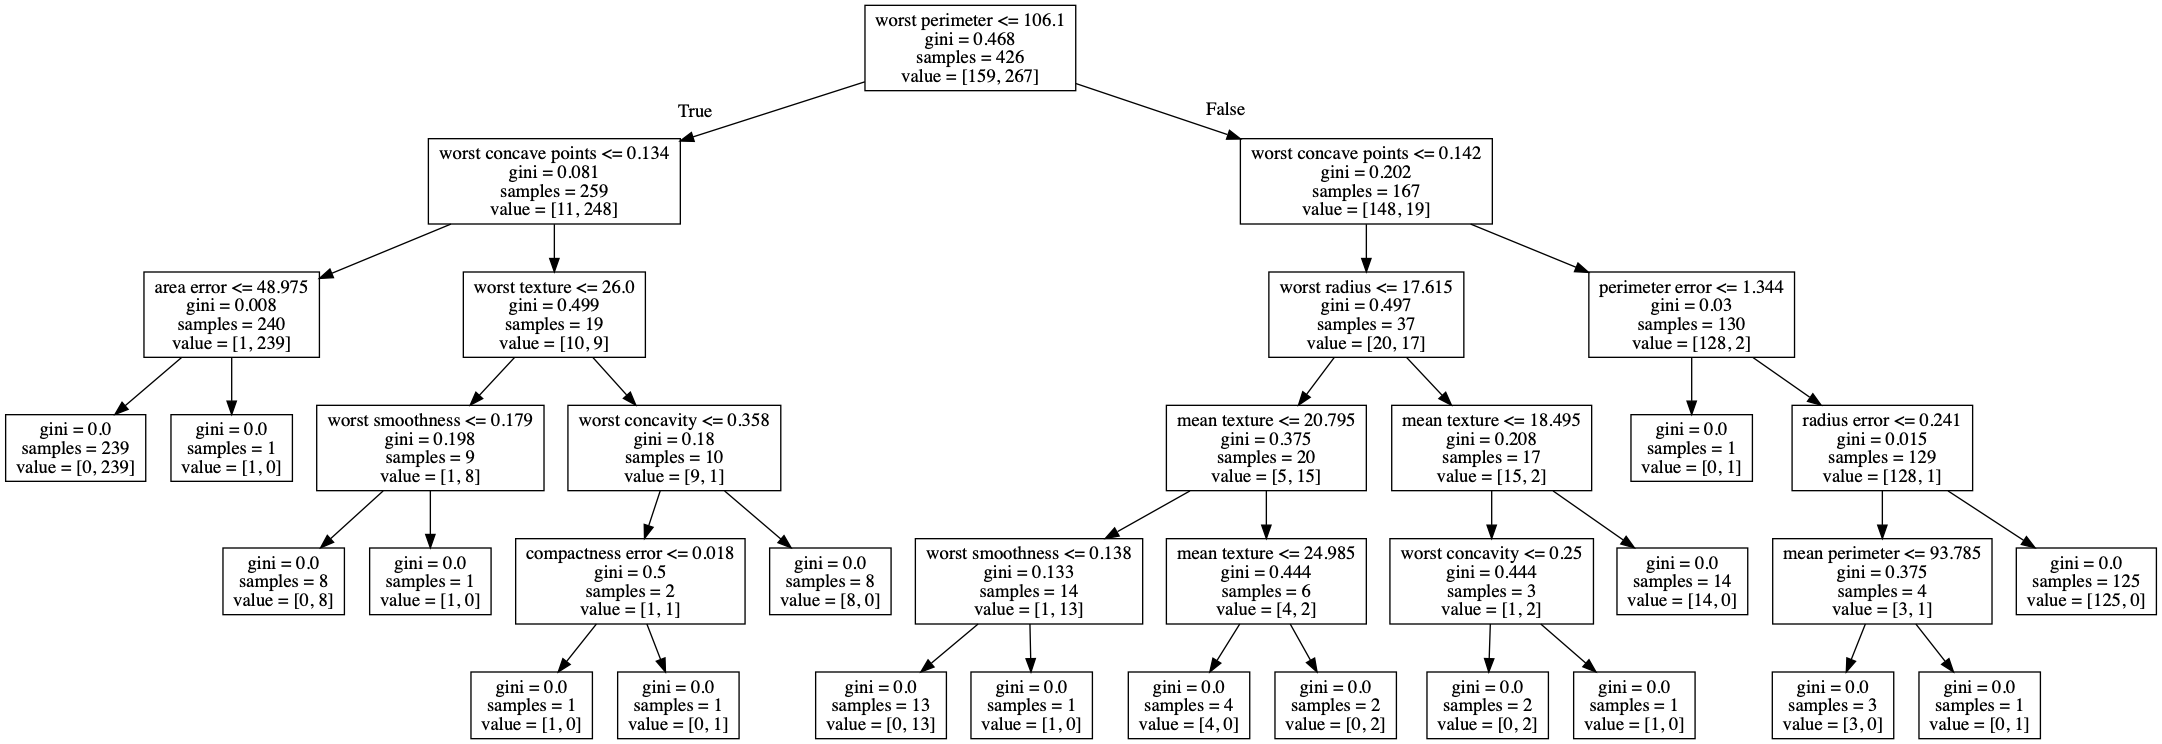 worst perimeter <= 106.1
gini = 0.468
samples = 426
value = [159, 267]
True
False
worst concave points <= 0.134
gini = 0.081
samples = 259
value = [11, 248]
worst concave points <= 0.142
gini = 0.202
samples = 167
value = [148, 19]
area error <= 48.975
gini = 0.008
samples = 240
value = [1, 239]
worst texture <= 26.0
gini = 0.499
samples = 19
value = [10, 9]
worst radius <= 17.615
gini = 0.497
samples = 37
value = [20, 17]
perimeter error <= 1.344
gini = 0.03
samples = 130
value = [128, 2]
gini = 0.0
samples = 239
value = [0, 239]
gini = 0.0
samples = 1
value = [1, 0]
worst smoothness <= 0.179
gini = 0.198
samples = 9
value = [1, 8]
worst concavity <= 0.358
gini = 0.18
samples = 10
value = [9, 1]
mean texture <= 20.795
gini = 0.375
samples = 20
value = [5, 15]
mean texture <= 18.495
gini = 0.208
samples = 17
value = [15, 2]
gini = 0.0
samples = 1
value = [0, 1]
radius error <= 0.241
gini = 0.015
samples = 129
value = [128, 1]
gini = 0.0
samples = 8
value = [0, 8]
gini = 0.0
samples = 1
value = [1, 0]
compactness error <= 0.018
gini = 0.5
samples = 2
value = [1, 1]
gini = 0.0
samples = 8
value = [8, 0]
worst smoothness <= 0.138
gini = 0.133
samples = 14
value = [1, 13]
mean texture <= 24.985
gini = 0.444
samples = 6
value = [4, 2]
worst concavity <= 0.25
gini = 0.444
samples = 3
value = [1, 2]
gini = 0.0
samples = 14
value = [14, 0]
mean perimeter <= 93.785
gini = 0.375
samples = 4
value = [3, 1]
gini = 0.0
samples = 125
value = [125, 0]
gini = 0.0
samples = 1
value = [1, 0]
gini = 0.0
samples = 1
value = [0, 1]
gini = 0.0
samples = 13
value = [0, 13]
gini = 0.0
samples = 1
value = [1, 0]
gini = 0.0
samples = 4
value = [4, 0]
gini = 0.0
samples = 2
value = [0, 2]
gini = 0.0
samples = 2
value = [0, 2]
gini = 0.0
samples = 1
value = [1, 0]
gini = 0.0
samples = 3
value = [3, 0]
gini = 0.0
samples = 1
value = [0, 1]